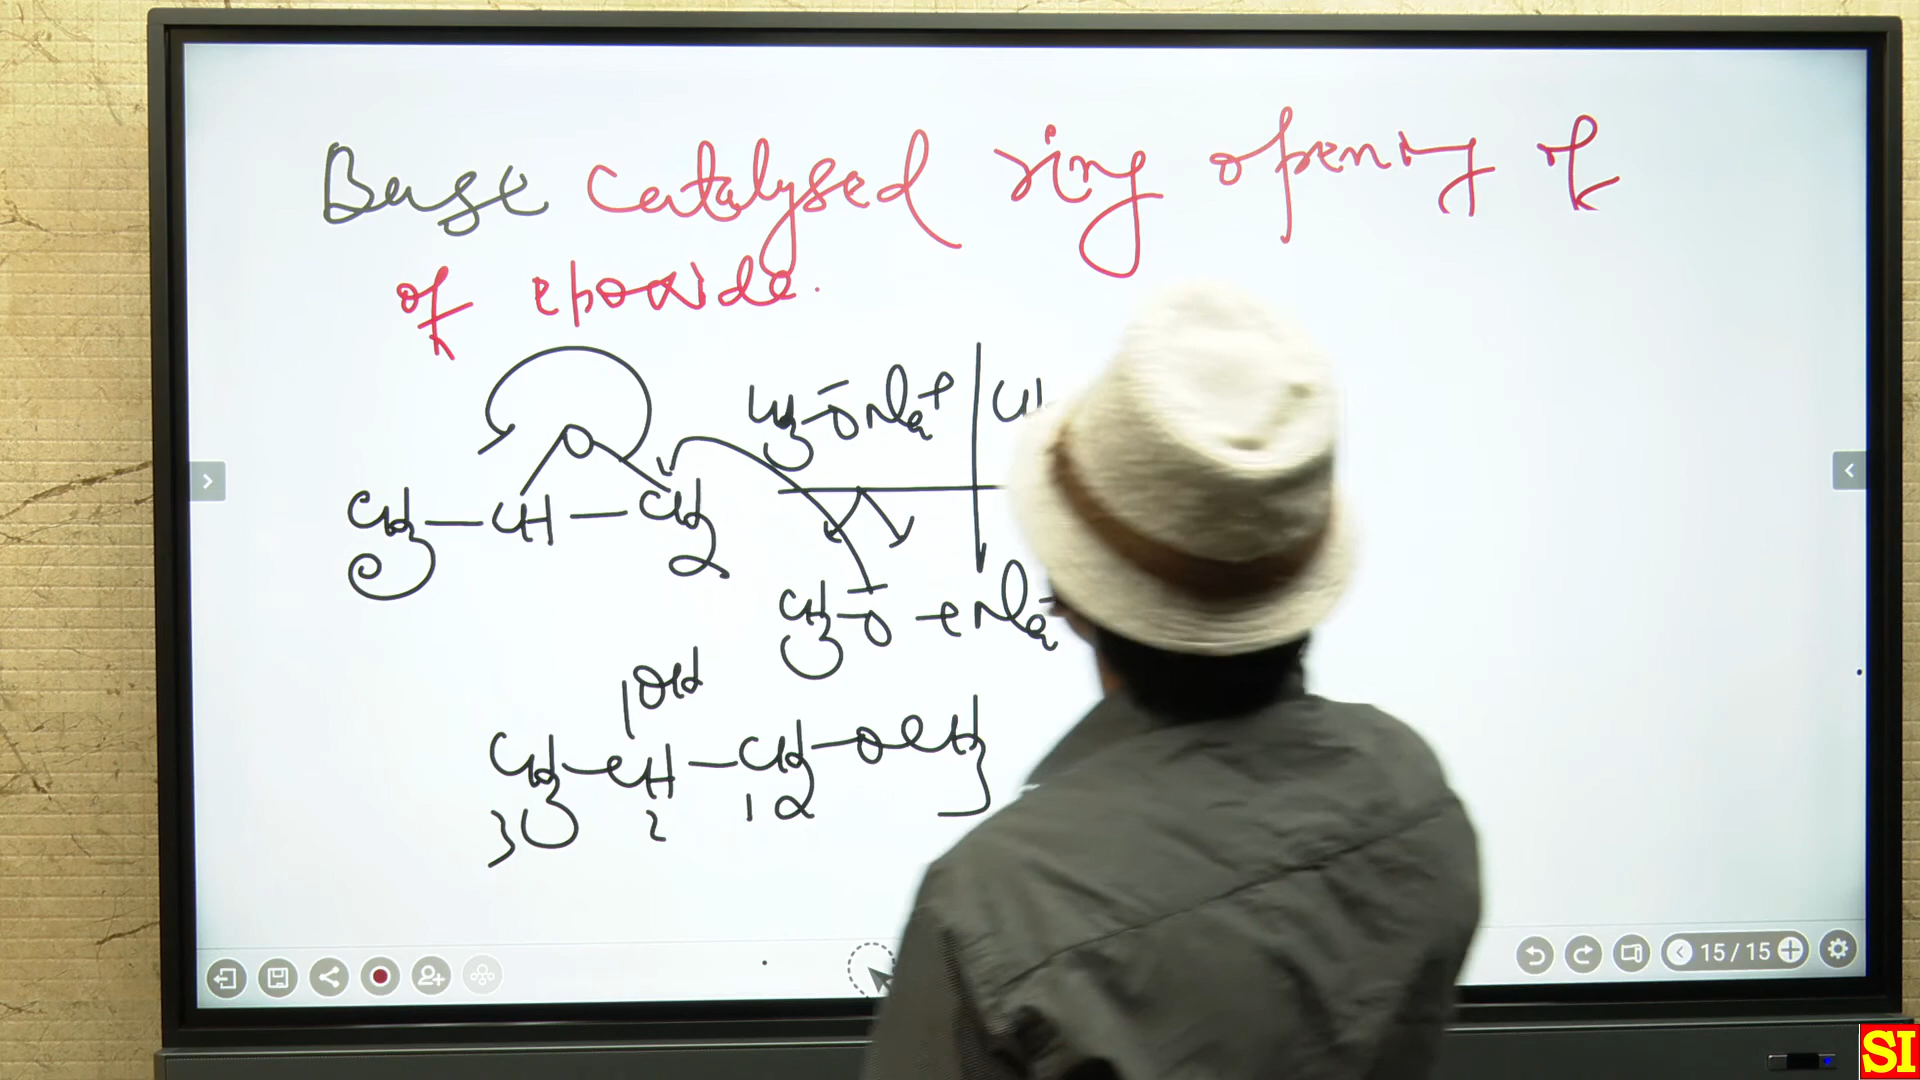 Base catalysed ring opening of
of epoxide.
CH3-O⁻Na⁺
O
CH3 — CH — CH2
CH3-O⁻ + Na
OH
CH3 — CH — CH2 — OCH3
3 2 1
15 / 15
SI